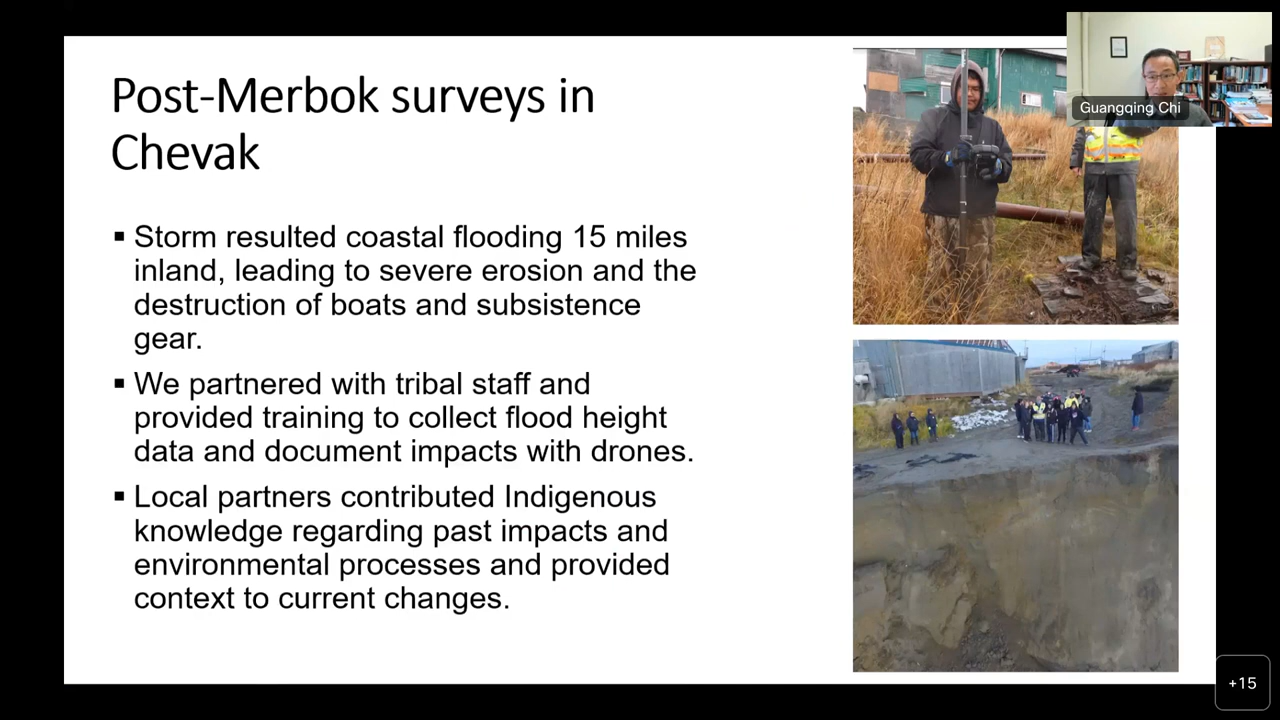 Post-Merbok surveys in
Chevak
▪ Storm resulted coastal flooding 15 miles
inland, leading to severe erosion and the
destruction of boats and subsistence
gear.
▪ We partnered with tribal staff and
provided training to collect flood height
data and document impacts with drones.
▪ Local partners contributed Indigenous
knowledge regarding past impacts and
environmental processes and provided
context to current changes.
Guangqing Chi
+15